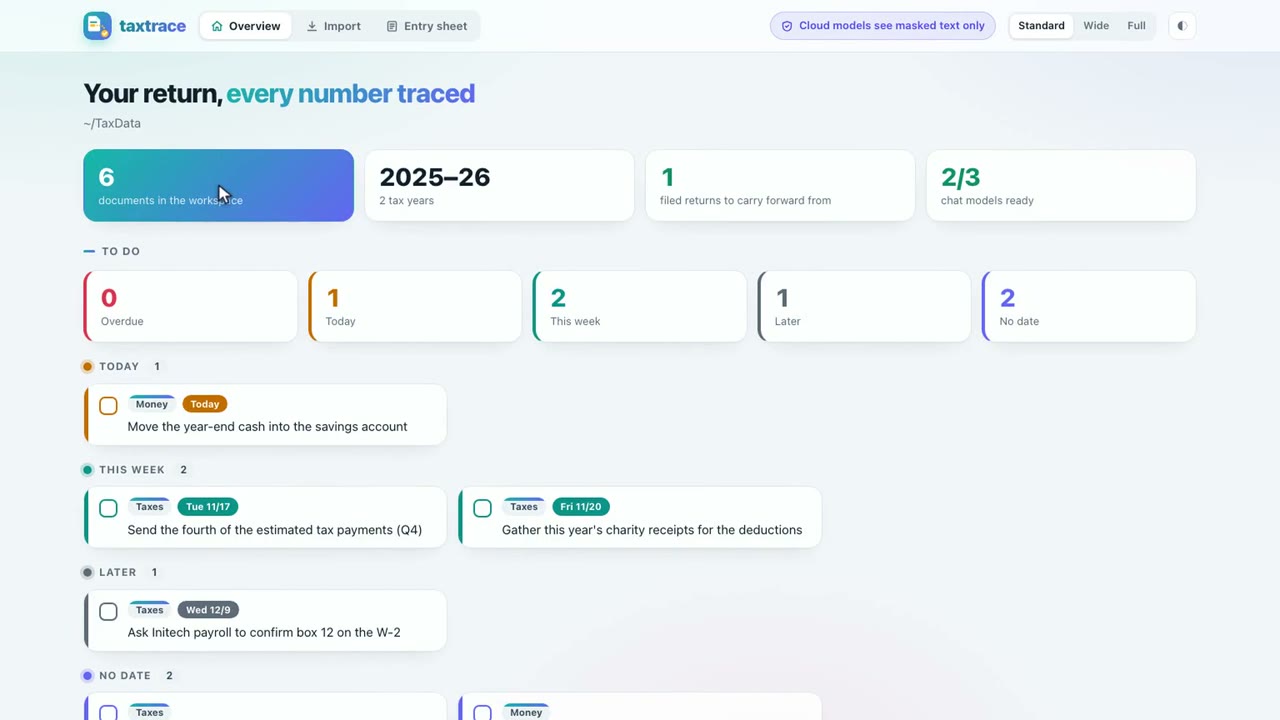 taxtrace
Overview
Import
Entry sheet
Cloud models see masked text only
Standard
Wide
Full
Your return, every number traced
~/TaxData
6
documents in the workspace
2025–26
2 tax years
1
filed returns to carry forward from
2/3
chat models ready
TO DO
0
Overdue
1
Today
2
This week
1
Later
2
No date
TODAY 1
Money Today
Move the year-end cash into the savings account
THIS WEEK 2
Taxes Tue 11/17
Send the fourth of the estimated tax payments (Q4)
Taxes Fri 11/20
Gather this year's charity receipts for the deductions
LATER 1
Taxes Wed 12/9
Ask Initech payroll to confirm box 12 on the W-2
NO DATE 2
Taxes
Money